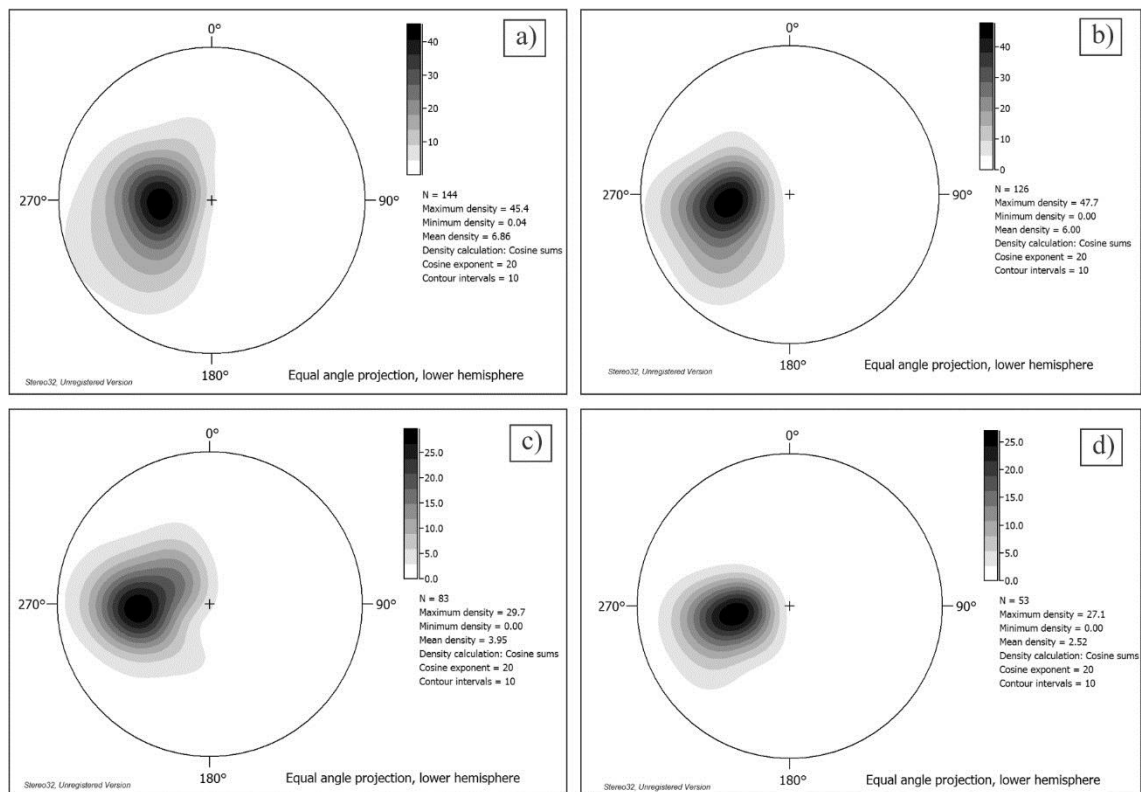 a)
0°
40
30
20
10
270°
90°
N = 144
Maximum density = 45.4
Minimum density = 0.04
Mean density = 6.86
Density calculation: Cosine sums
Cosine exponent = 20
Contour intervals = 10
180°
Equal angle projection, lower hemisphere
Stereo32, Unregistered Version
b)
0°
40
30
20
10
0
270°
90°
N = 126
Maximum density = 47.7
Minimum density = 0.00
Mean density = 6.00
Density calculation: Cosine sums
Cosine exponent = 20
Contour intervals = 10
180°
Equal angle projection, lower hemisphere
Stereo32, Unregistered Version
c)
0°
25.0
20.0
15.0
10.0
5.0
0.0
270°
90°
N = 83
Maximum density = 29.7
Minimum density = 0.00
Mean density = 3.95
Density calculation: Cosine sums
Cosine exponent = 20
Contour intervals = 10
180°
Equal angle projection, lower hemisphere
Stereo32, Unregistered Version
d)
0°
25.0
20.0
15.0
10.0
5.0
0.0
270°
90°
N = 53
Maximum density = 27.1
Minimum density = 0.00
Mean density = 2.52
Density calculation: Cosine sums
Cosine exponent = 20
Contour intervals = 10
180°
Equal angle projection, lower hemisphere
Stereo32, Unregistered Version